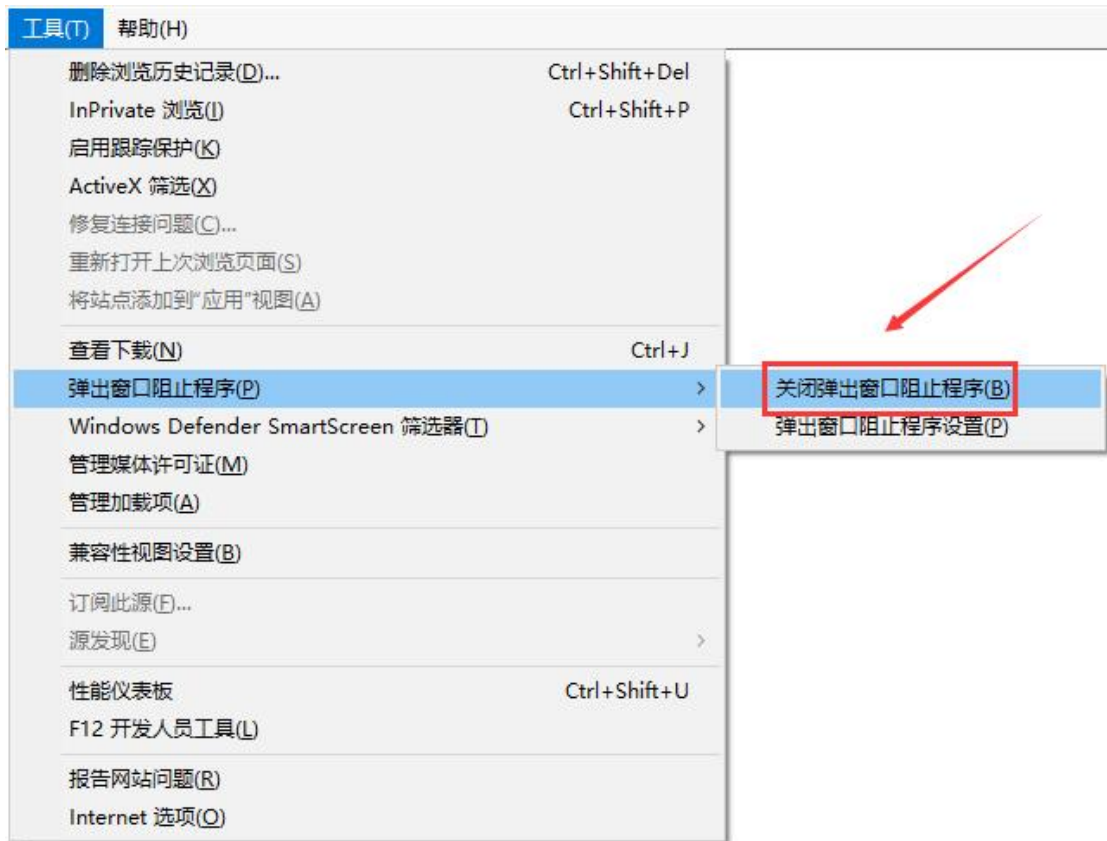 工具(T) 帮助(H)
删除浏览历史记录(D)... Ctrl+Shift+Del
InPrivate 浏览(I) Ctrl+Shift+P
启用跟踪保护(K)
ActiveX 筛选(X)
修复连接问题(C)...
重新打开上次浏览页面(S)
将站点添加到“应用”视图(A)
查看下载(N) Ctrl+J
弹出窗口阻止程序(P) > 关闭弹出窗口阻止程序(B)
Windows Defender SmartScreen 筛选器(T) > 弹出窗口阻止程序设置(P)
管理媒体许可证(M)
管理加载项(A)
兼容性视图设置(B)
订阅此源(F)...
源发现(E) >
性能仪表板 Ctrl+Shift+U
F12 开发人员工具(L)
报告网站问题(R)
Internet 选项(O)